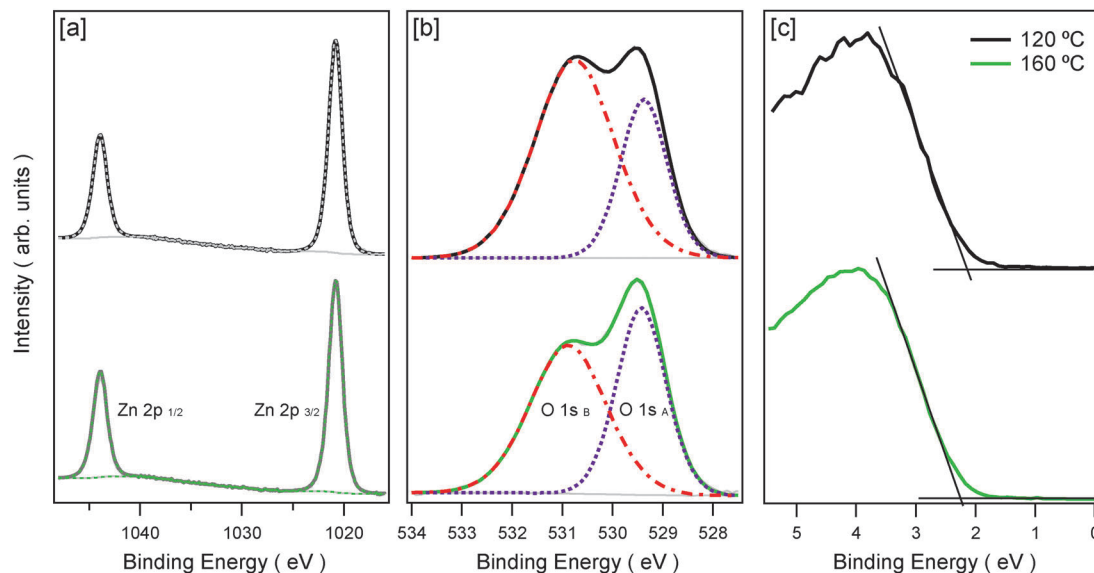 [a]
[b]
[c]
120 ºC
160 ºC
Intensity ( arb. units )
Zn 2p 1/2
Zn 2p 3/2
O 1s B
O 1s A
1040
1030
1020
534
533
532
531
530
529
528
5
4
3
2
1
0
Binding Energy ( eV )
Binding Energy ( eV )
Binding Energy ( eV )